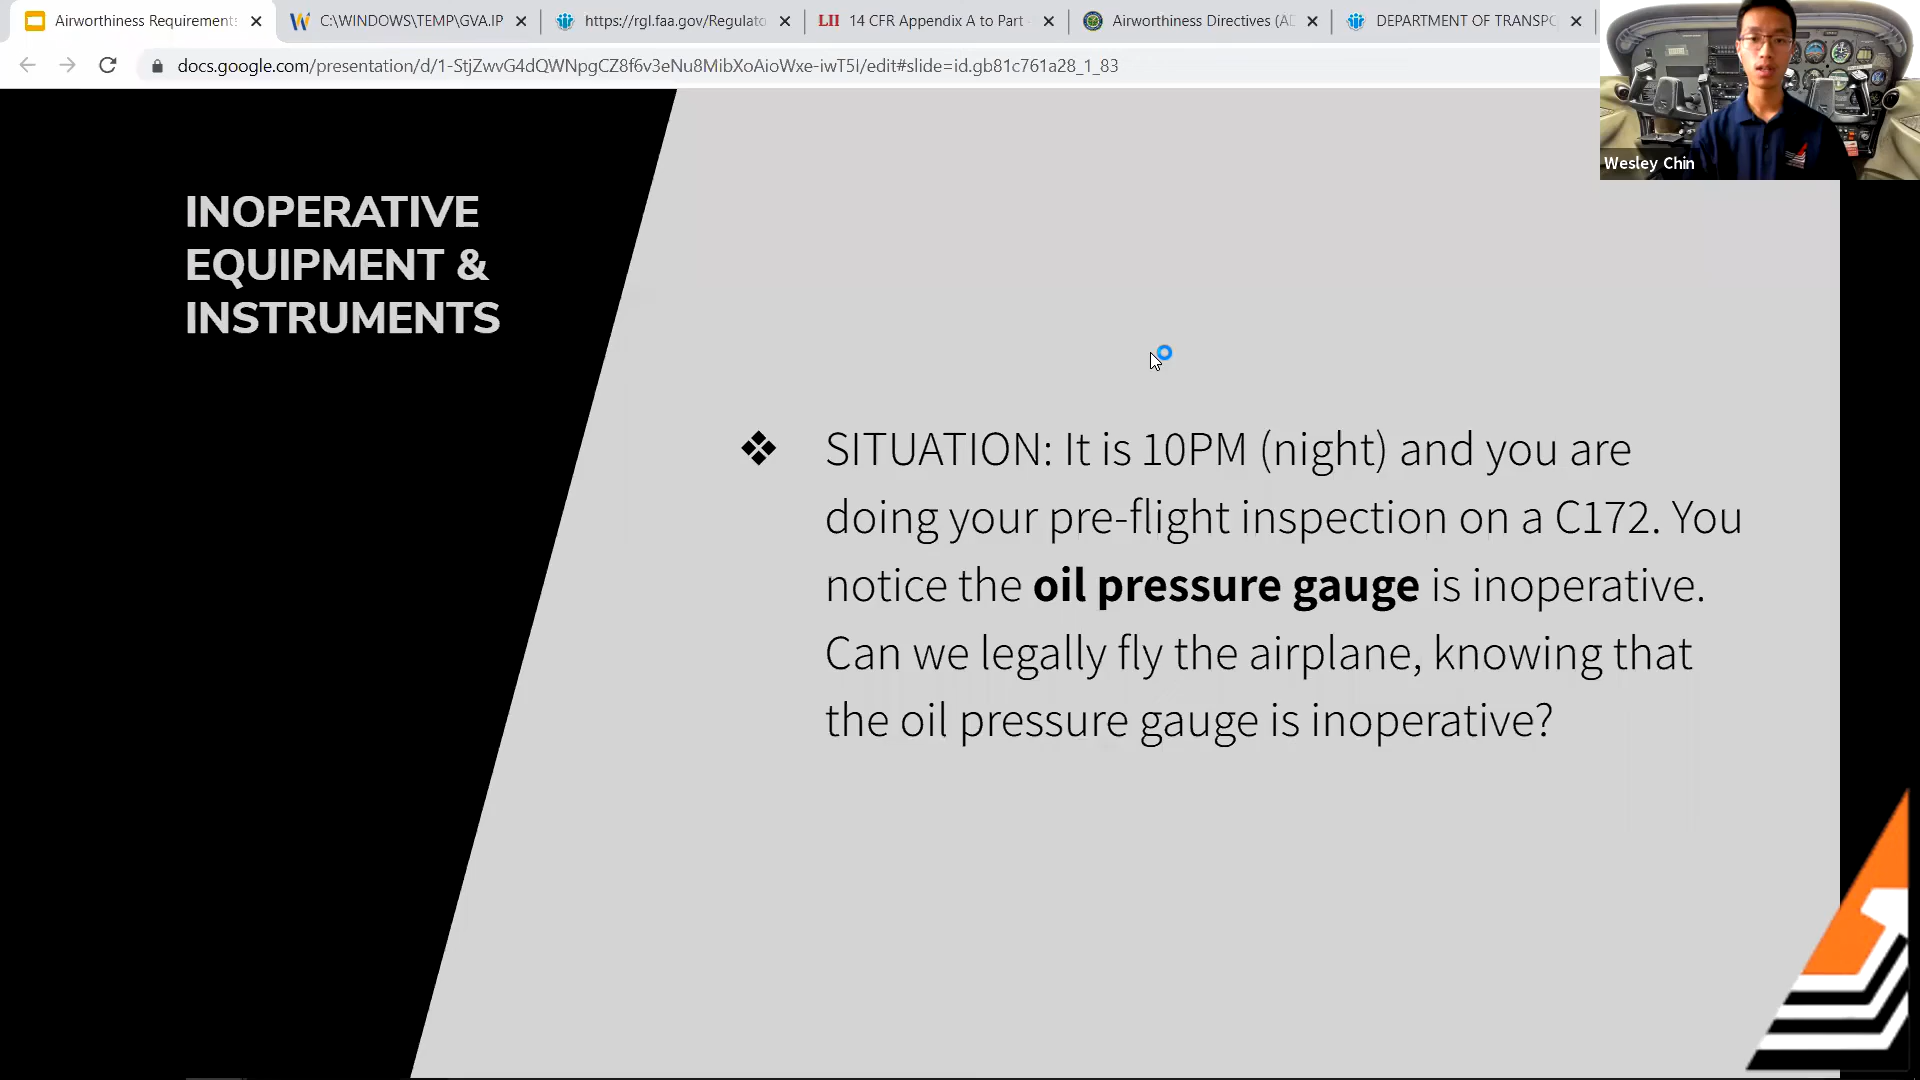 Airworthiness Requirement
C:\WINDOWS\TEMP\GVA.IP
https://rgl.faa.gov/Regulato
LII 14 CFR Appendix A to Part
Airworthiness Directives (AD
DEPARTMENT OF TRANSPO
docs.google.com/presentation/d/1-StjZwvG4dQWNpgCZ8f6v3eNu8MibXoAioWxe-iwT5I/edit#slide=id.gb81c761a28_1_83
Wesley Chin
INOPERATIVE
EQUIPMENT &
INSTRUMENTS
❖ SITUATION: It is 10PM (night) and you are
doing your pre-flight inspection on a C172. You
notice the oil pressure gauge is inoperative.
Can we legally fly the airplane, knowing that
the oil pressure gauge is inoperative?